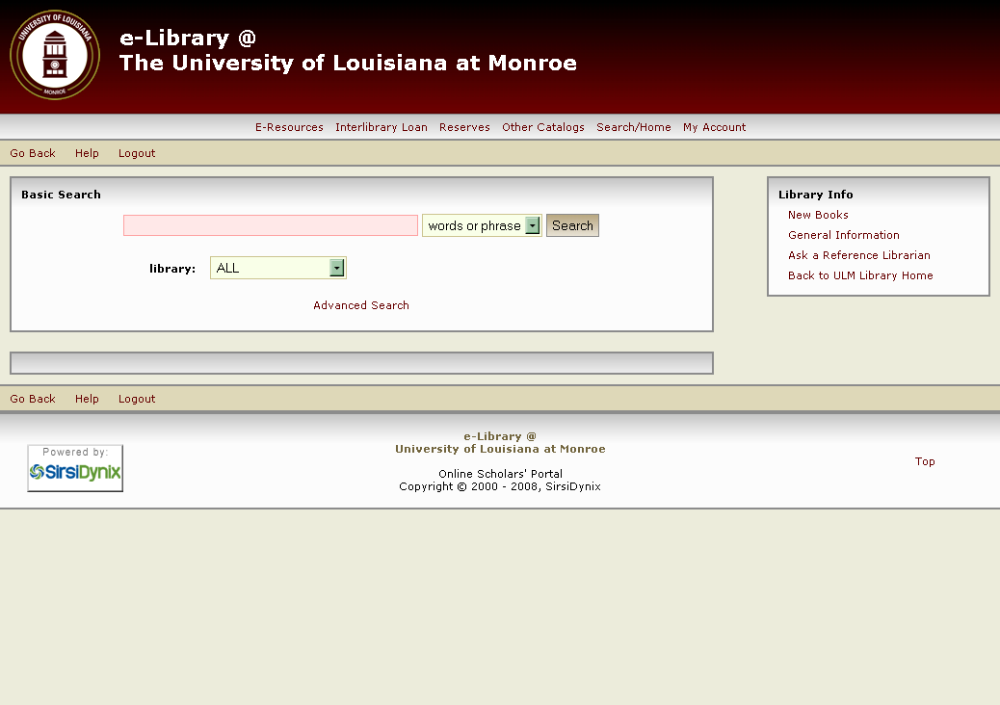 UNIVERSITY OF LOUISIANA
MONROE
e-Library @
The University of Louisiana at Monroe
E-Resources Interlibrary Loan Reserves Other Catalogs Search/Home My Account
Go Back Help Logout
Basic Search
words or phrase Search
library: ALL
Advanced Search
Library Info
New Books
General Information
Ask a Reference Librarian
Back to ULM Library Home
Go Back Help Logout
Powered by:
SirsiDynix
e-Library @
University of Louisiana at Monroe
Online Scholars' Portal
Copyright © 2000 - 2008, SirsiDynix
Top